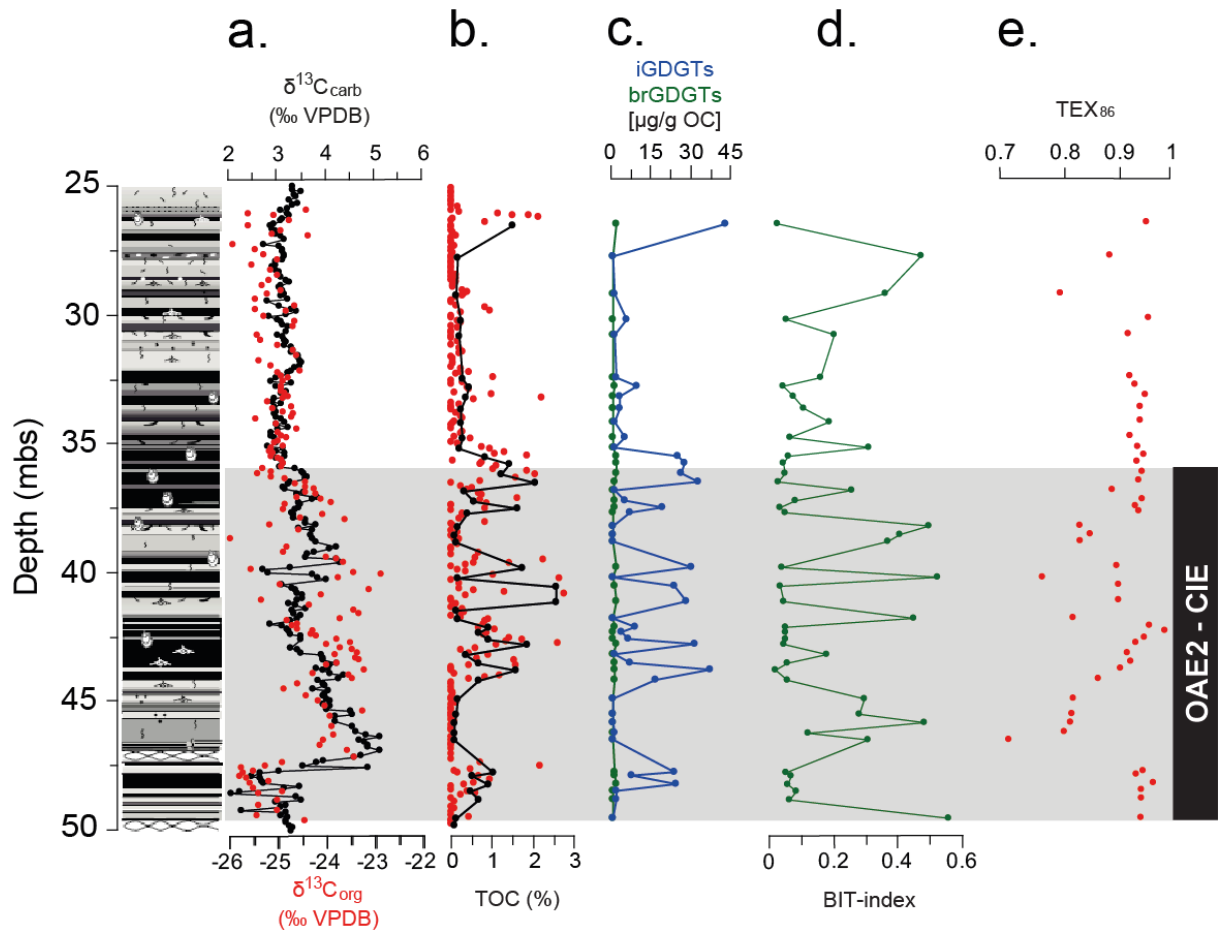 a.
b.
c.
d.
e.
δ¹³Ccarb
(‰ VPDB)
iGDGTs
brGDGTs
[µg/g OC]
TEX₈₆
2 3 4 5 6
0 15 30 45
0.7 0.8 0.9 1
Depth (mbs)
25
30
35
40
45
50
OAE2 - CIE
-26 -25 -24 -23 -22
0 1 2 3
0 0.2 0.4 0.6
δ¹³Corg
(‰ VPDB)
TOC (%)
BIT-index